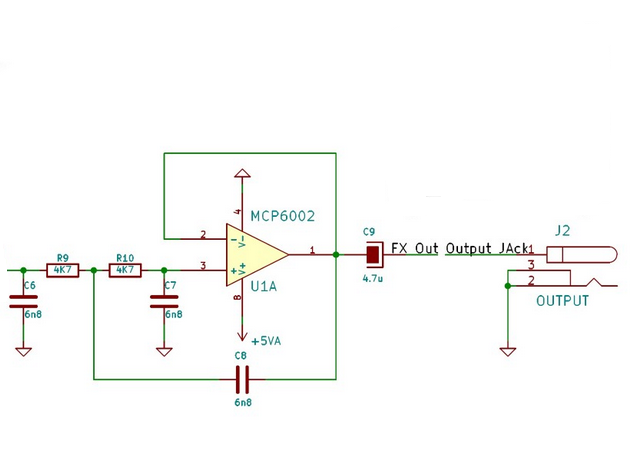 MCP6002
4
V-
2
-
1
3
+
V+
8
U1A
+5VA
R9
4K7
R10
4K7
C6
6n8
C7
6n8
C8
6n8
C9
4.7u
FX Out
Output JAck
J2
1
3
2
OUTPUT